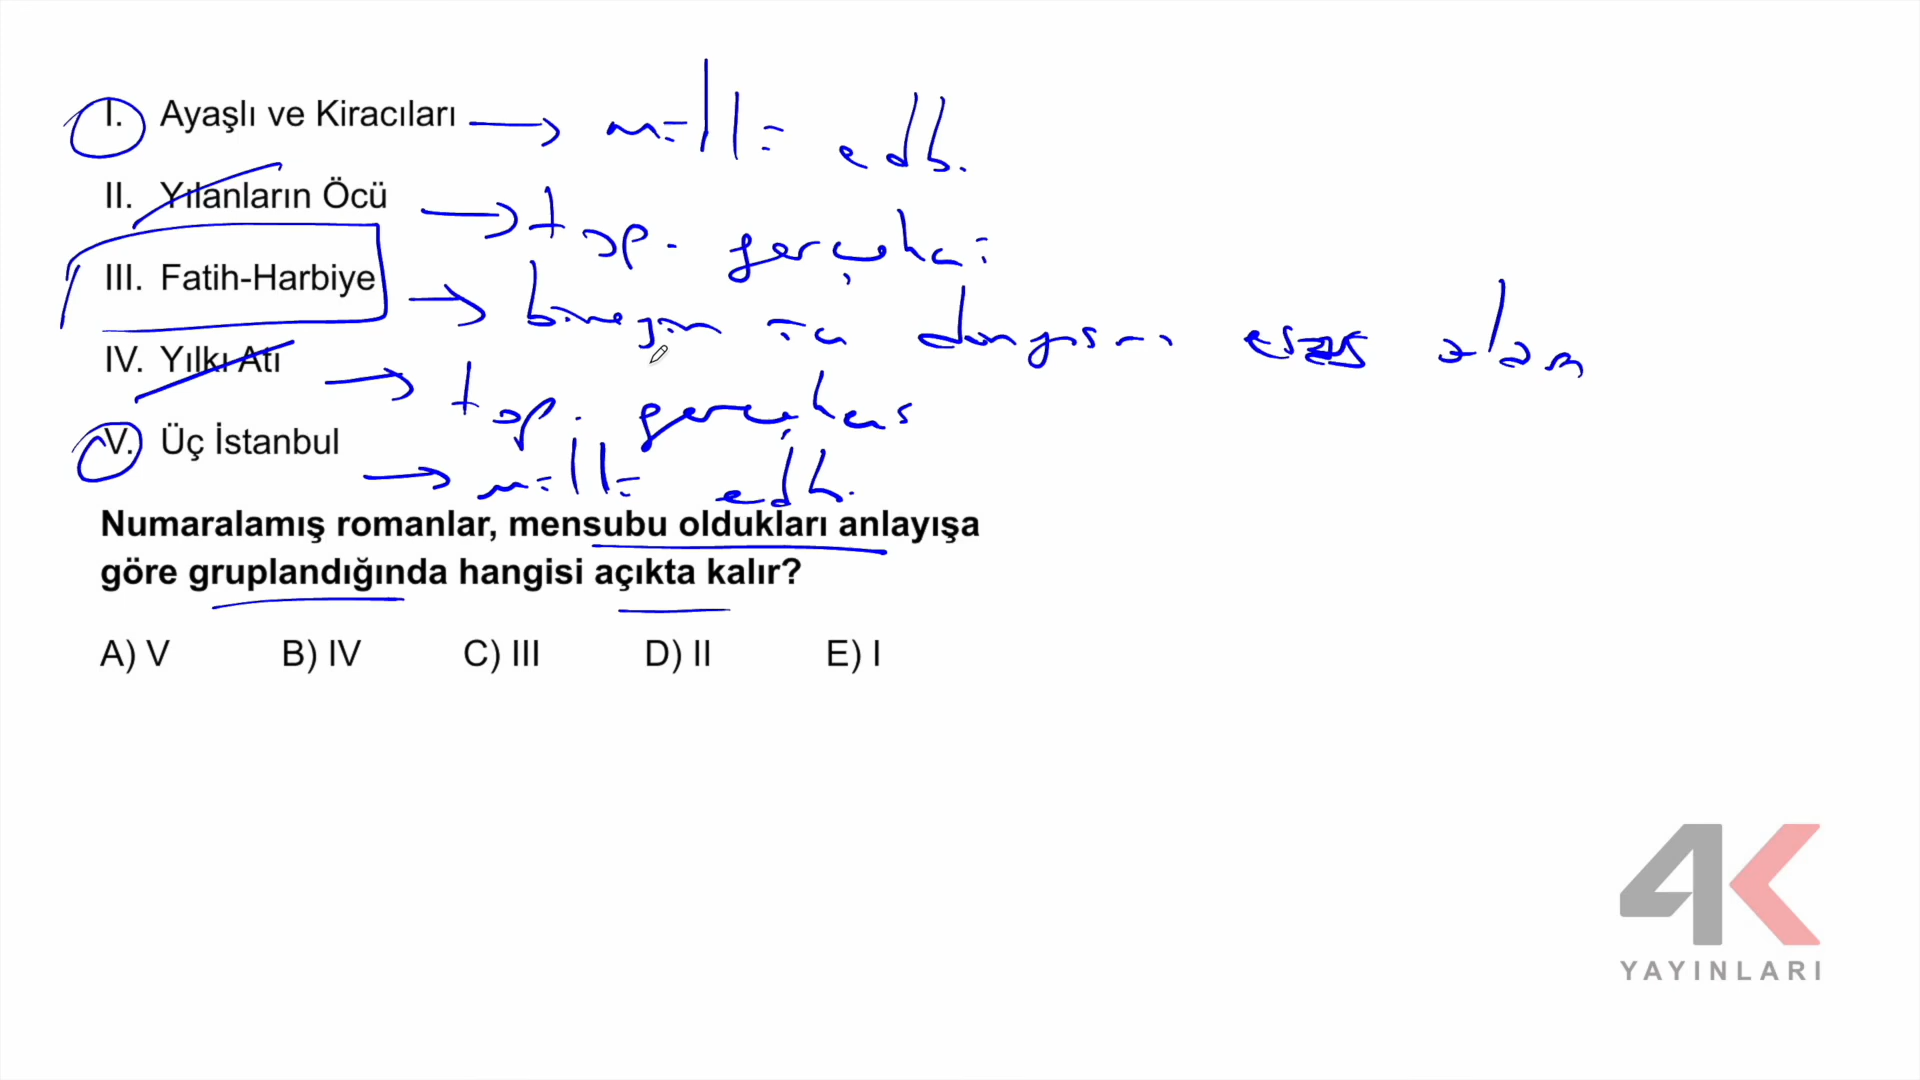 I. Ayaşlı ve Kiracıları → milli edb.
II. Yılanların Öcü → top. gerçekçi
III. Fatih-Harbiye → bireyin iç dünyasını esas alan
IV. Yılkı Atı → top. gerçekçi
V. Üç İstanbul → milli edb.
Numaralamış romanlar, mensubu oldukları anlayışa
göre gruplandığında hangisi açıkta kalır?
A) V B) IV C) III D) II E) I
4K
YAYINLARI